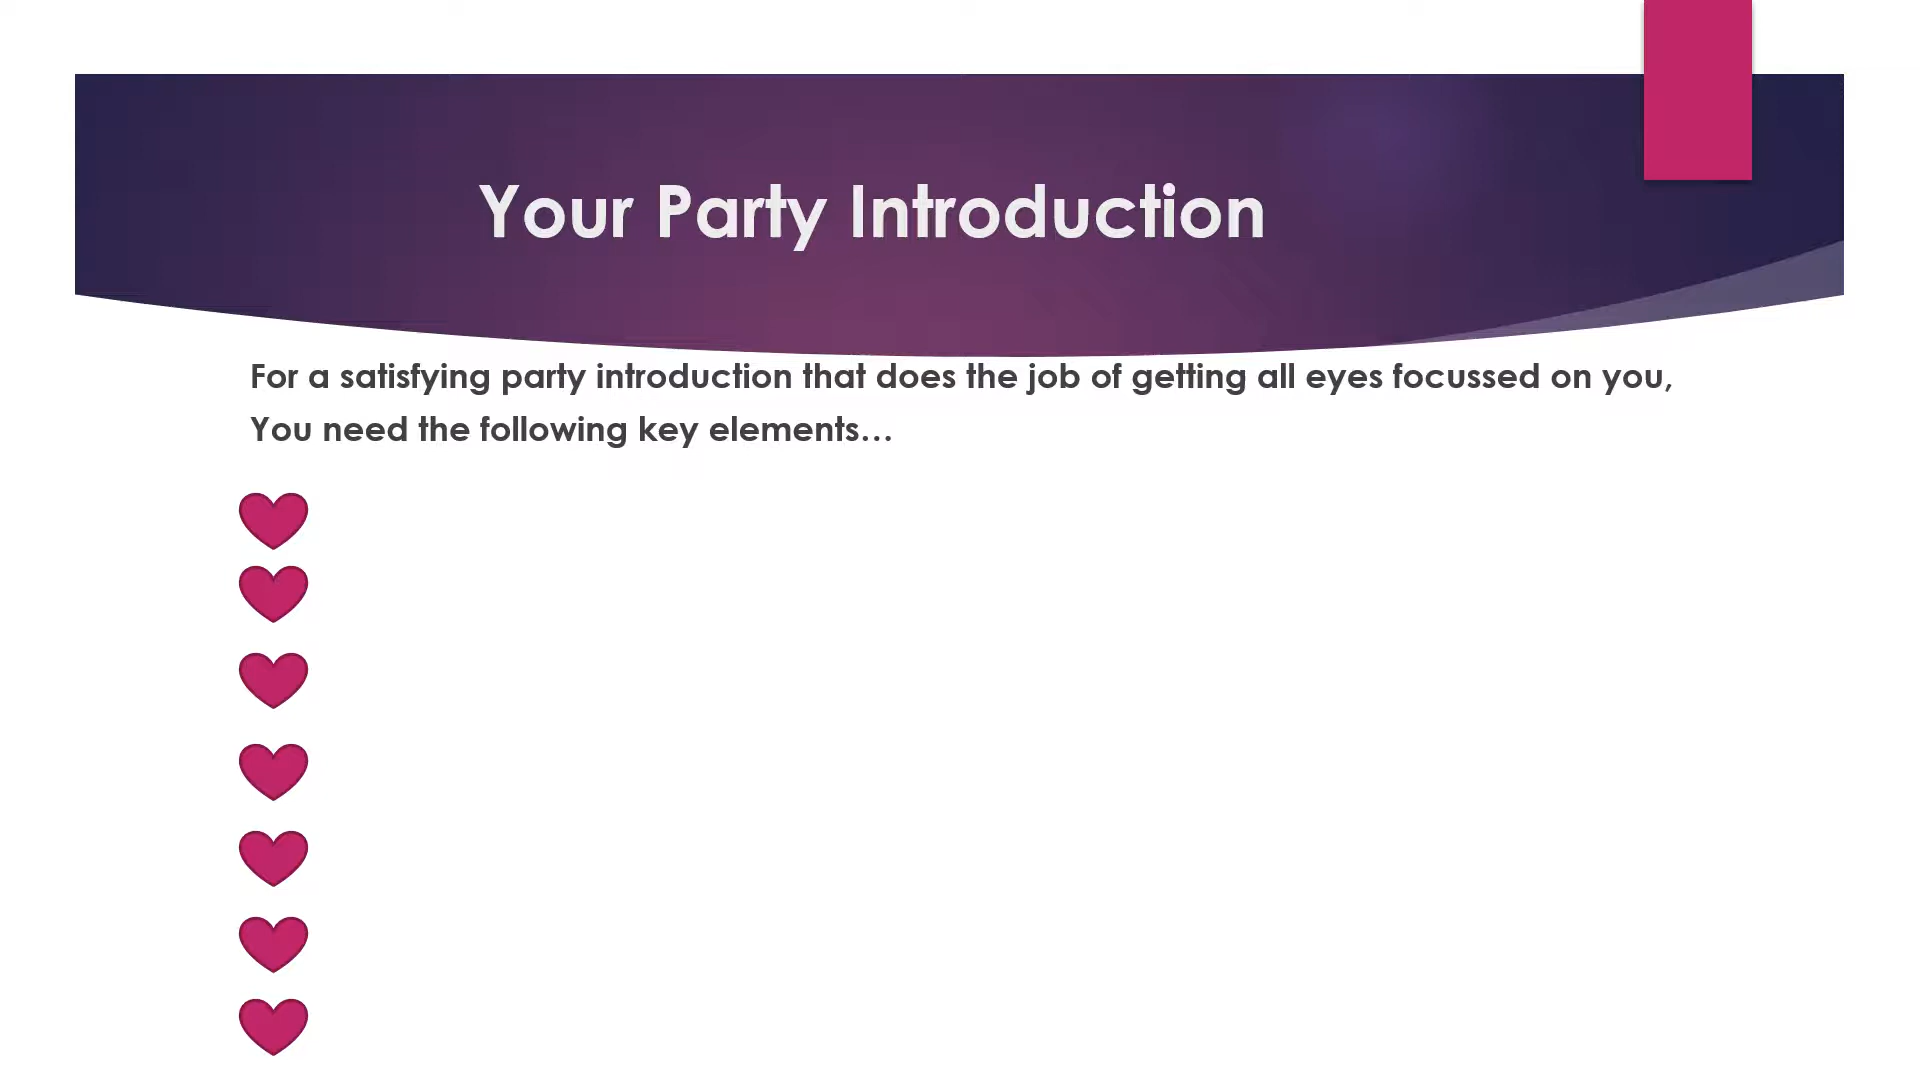 Your Party Introduction
For a satisfying party introduction that does the job of getting all eyes focussed on you,
You need the following key elements…